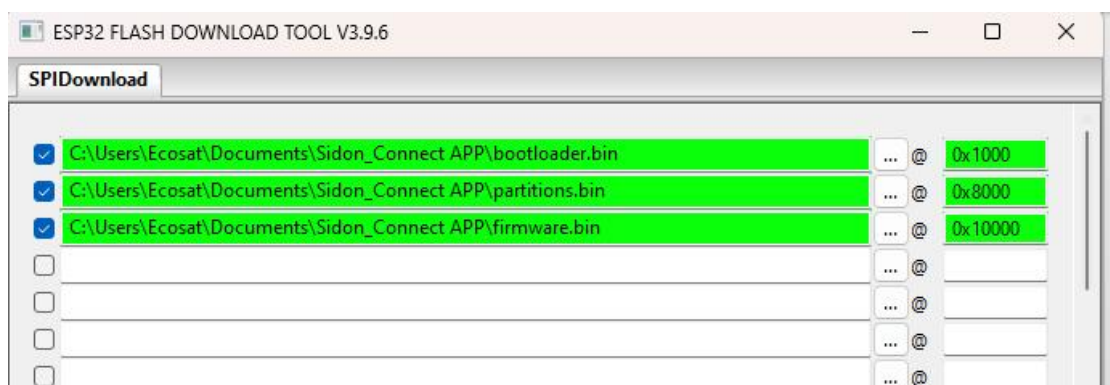 ESP32 FLASH DOWNLOAD TOOL V3.9.6
SPIDownload
C:\Users\Ecosat\Documents\Sidon_Connect APP\bootloader.bin ... @ 0x1000
C:\Users\Ecosat\Documents\Sidon_Connect APP\partitions.bin ... @ 0x8000
C:\Users\Ecosat\Documents\Sidon_Connect APP\firmware.bin ... @ 0x10000
... @
... @
... @
... @